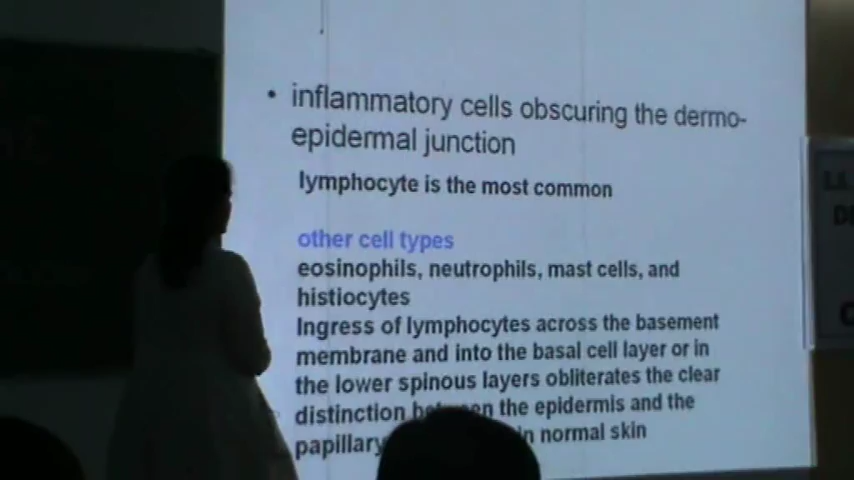 • inflammatory cells obscuring the dermo-
epidermal junction
lymphocyte is the most common
other cell types
eosinophils, neutrophils, mast cells, and
histiocytes
Ingress of lymphocytes across the basement
membrane and into the basal cell layer or in
the lower spinous layers obliterates the clear
distinction between the epidermis and the
papillary in normal skin